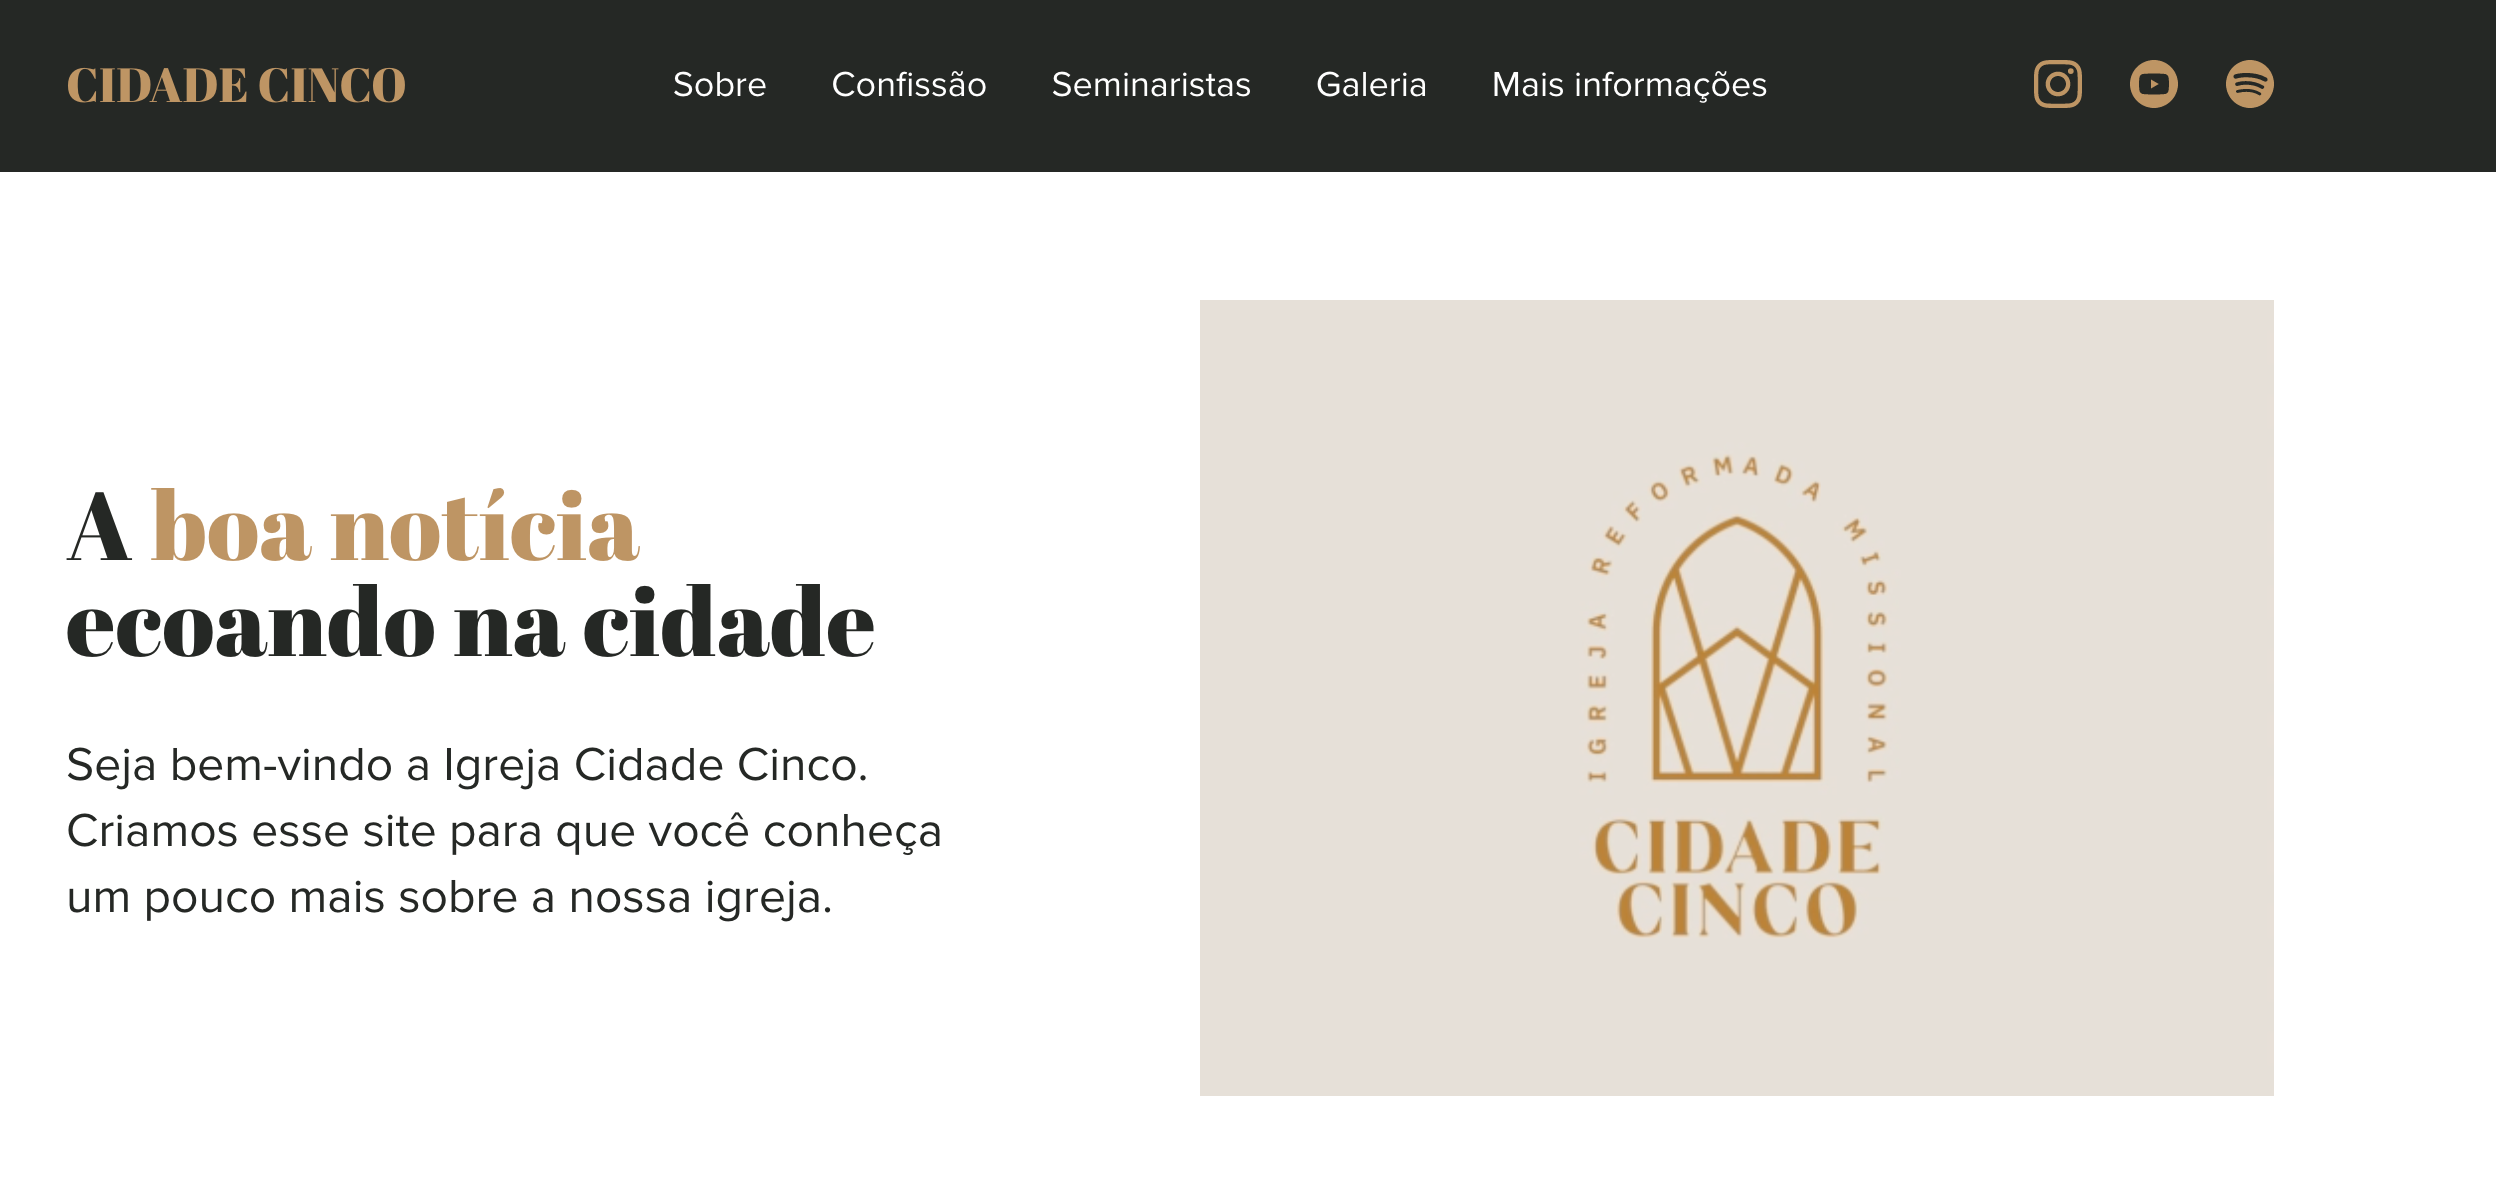 CIDADE CINCO
Sobre
Confissão
Seminaristas
Galeria
Mais informações
A boa notícia
ecoando na cidade
Seja bem-vindo a Igreja Cidade Cinco.
Criamos esse site para que você conheça
um pouco mais sobre a nossa igreja.
IGREJA REFORMADA MISSIONAL
CIDADE
CINCO